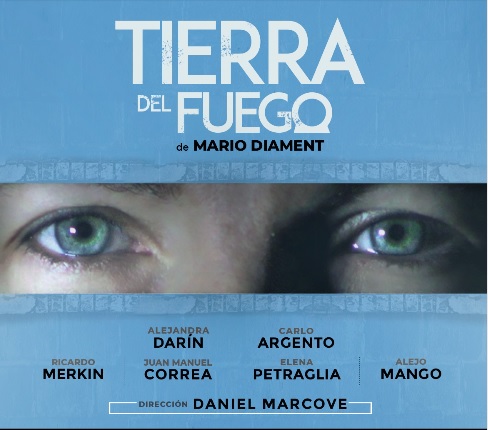 TIERRA
DEL FUEGO
de MARIO DIAMENT
ALEJANDRA DARÍN
CARLO ARGENTO
RICARDO MERKIN
JUAN MANUEL CORREA
ELENA PETRAGLIA
ALEJO MANGO
DIRECCIÓN DANIEL MARCOVE